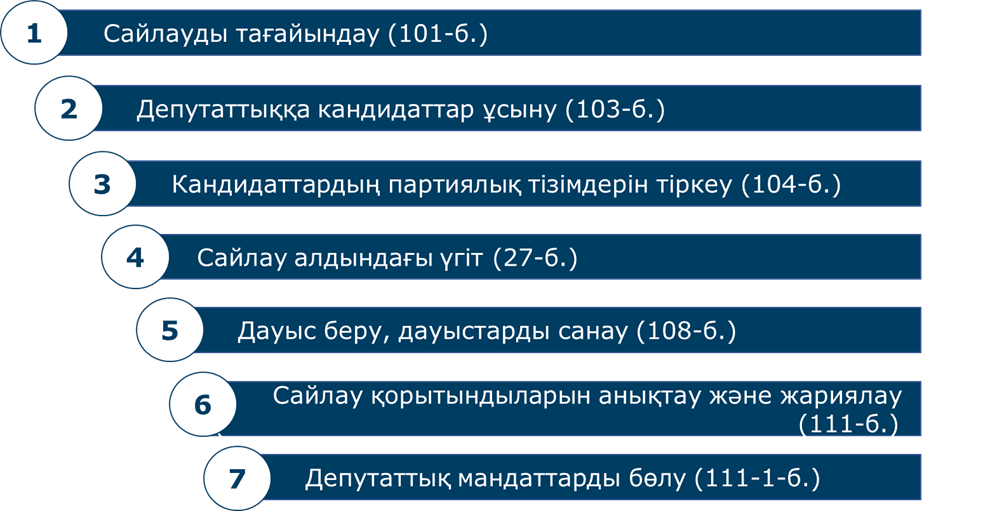 1 Сайлауды тағайындау (101-б.)
2 Депутаттыққа кандидаттар ұсыну (103-б.)
3 Кандидаттардың партиялық тізімдерін тіркеу (104-б.)
4 Сайлау алдындағы үгіт (27-б.)
5 Дауыс беру, дауыстарды санау (108-б.)
6 Сайлау қорытындыларын анықтау және жариялау
(111-б.)
7 Депутаттық мандаттарды бөлу (111-1-б.)